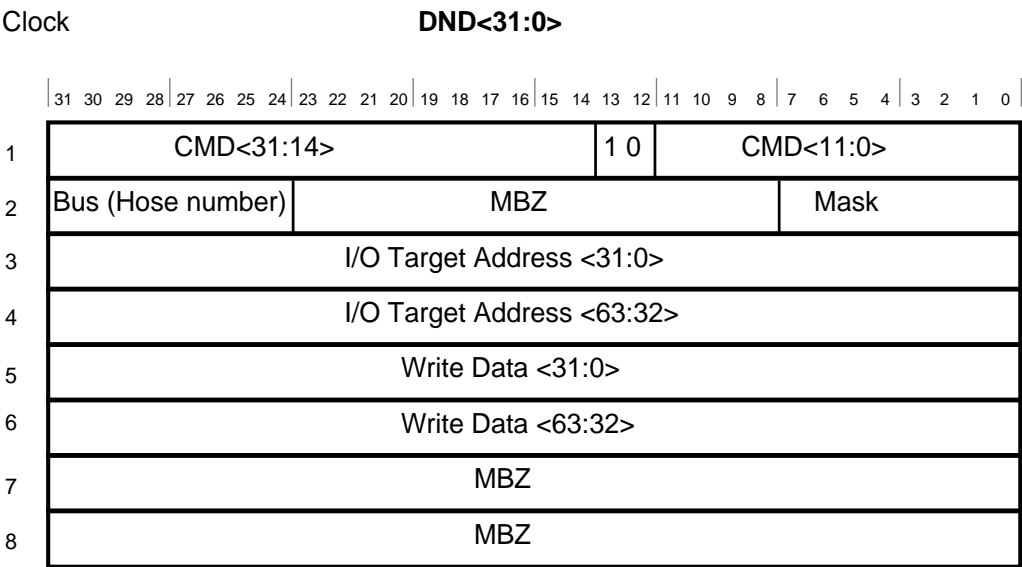 Clock DND<31:0>
31 30 29 28 27 26 25 24 23 22 21 20 19 18 17 16 15 14 13 12 11 10 9 8 7 6 5 4 3 2 1 0
1 CMD<31:14> 1 0 CMD<11:0>
2 Bus (Hose number) MBZ Mask
3 I/O Target Address <31:0>
4 I/O Target Address <63:32>
5 Write Data <31:0>
6 Write Data <63:32>
7 MBZ
8 MBZ